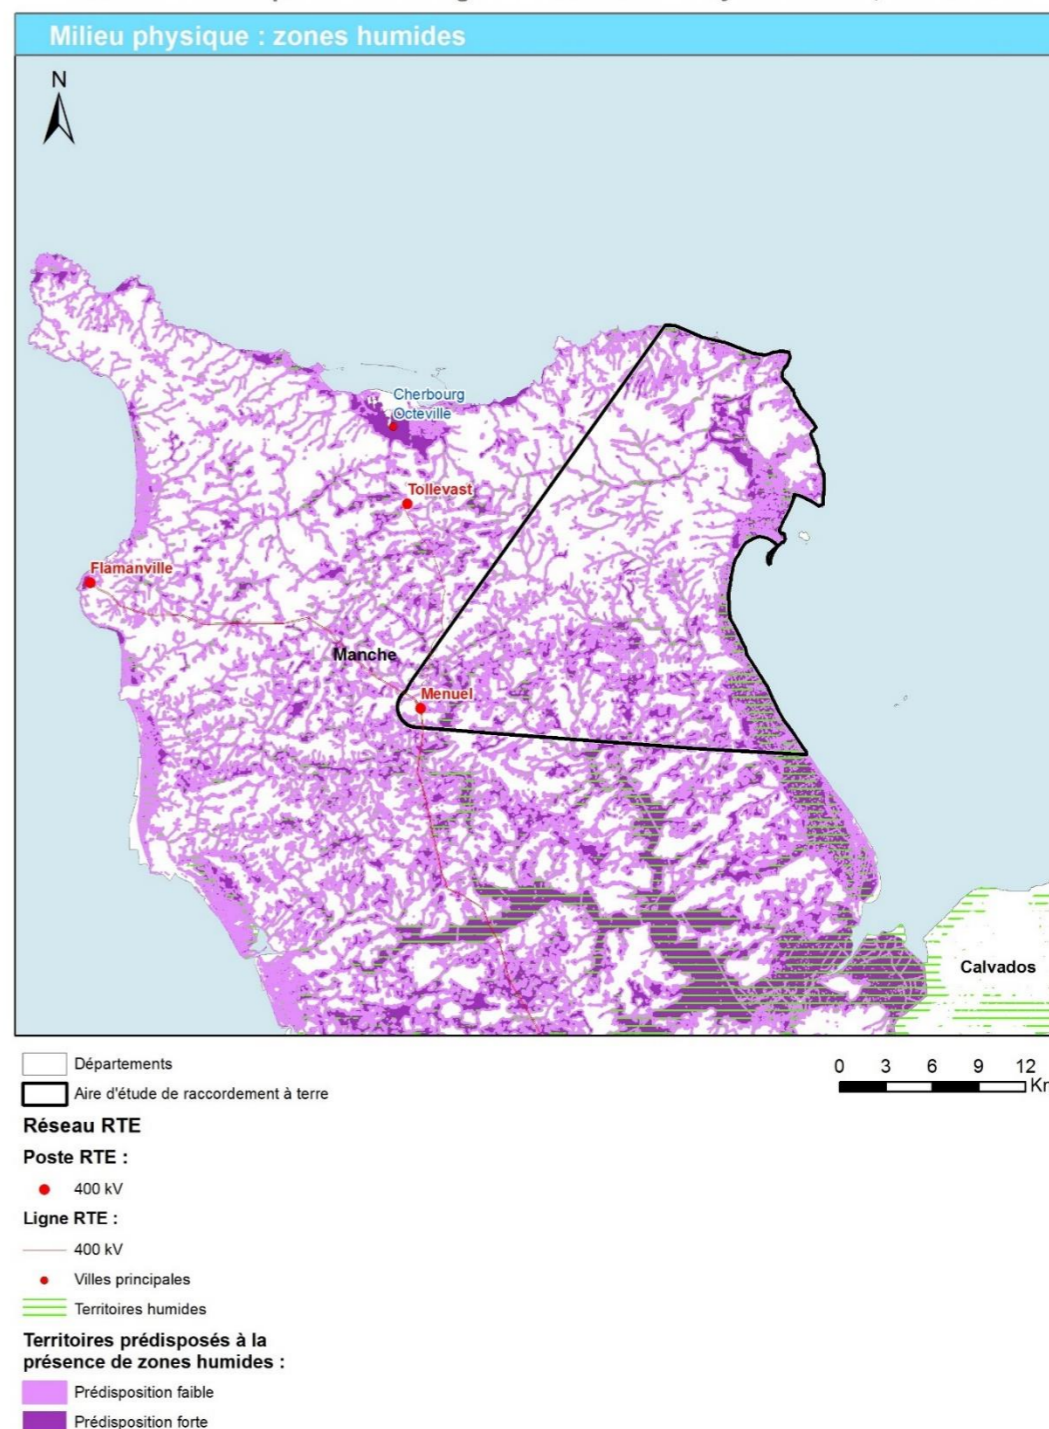 Milieu physique : zones humides
N
Cherbourg
Octeville
Tollevast
Flamanville
Manche
Menuel
Calvados
Départements
0 3 6 9 12
Aire d'étude de raccordement à terre
Réseau RTE
Poste RTE :
400 kV
Ligne RTE :
400 kV
Villes principales
Territoires humides
Territoires prédisposés à la
présence de zones humides :
Prédisposition faible
Prédisposition forte